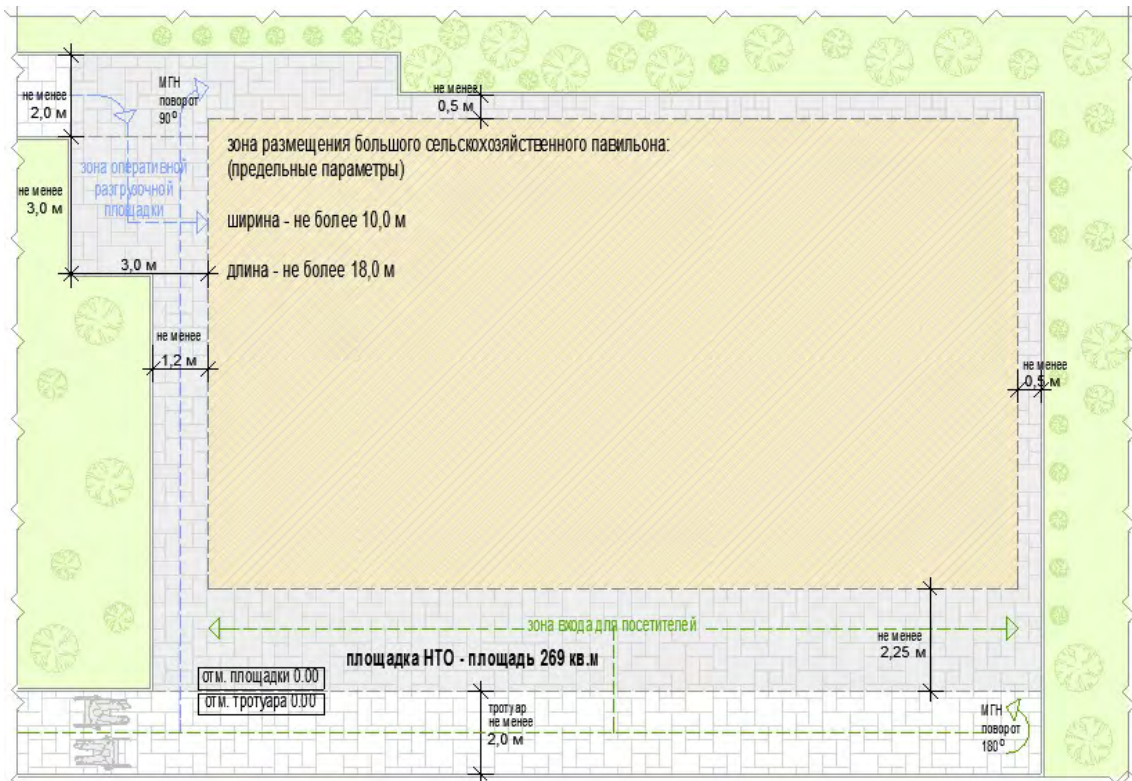 МГН
поворот
90°
не менее
2,0 м
не менее
0,5 м
зона размещения большого сельскохозяйственного павильона:
(предельные параметры)
ширина - не более 10,0 м
длина - не более 18,0 м
зона оперативной
разгрузочной
площадки
не менее
3,0 м
3,0 м
не менее
1,2 м
не менее
0,5 м
зона входа для посетителей
не менее
2,25 м
площадка НТО - площадь 269 кв.м
отм. площадки 0.00
отм. тротуара 0.00
тротуар
не менее
2,0 м
МГН
поворот
180°